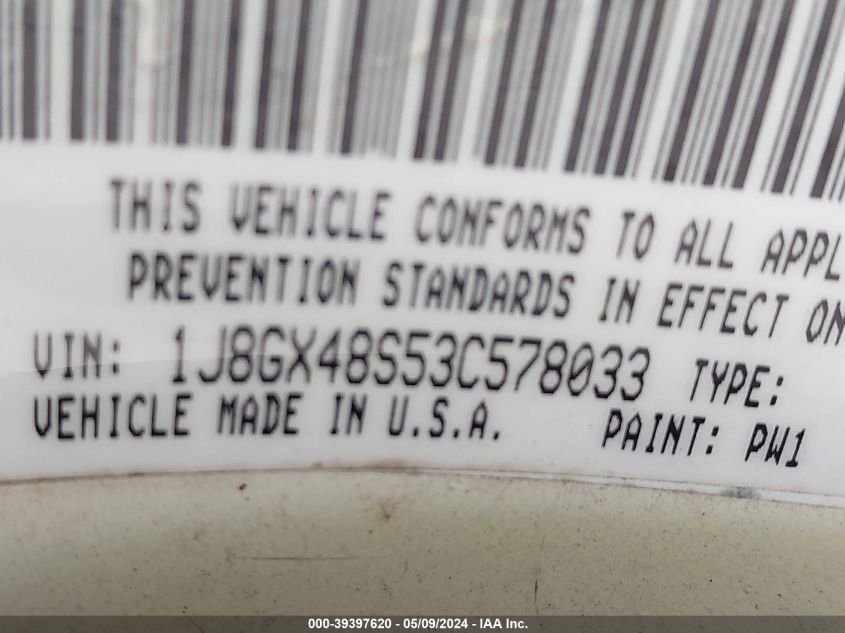 THIS VEHICLE CONFORMS TO ALL APPL
PREVENTION STANDARDS IN EFFECT ON
VIN: 1J8GX48S53C578033 TYPE:
VEHICLE MADE IN U.S.A. PAINT: PW1
000-39397620 - 05/09/2024 - IAA Inc.